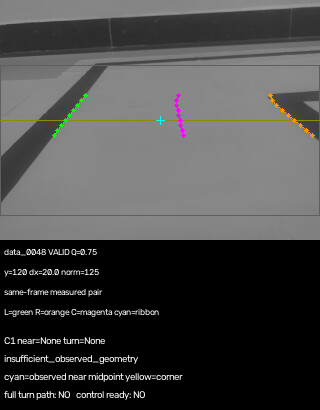 data_0048 VALID Q=0.75
y=120 dx=20.0 norm=125
same-frame measured pair
L=green R=orange C=magenta cyan=ribbon
C1 near=None turn=None
insufficient_observed_geometry
cyan=observed near midpoint yellow=corner
full turn path: NO control ready: NO